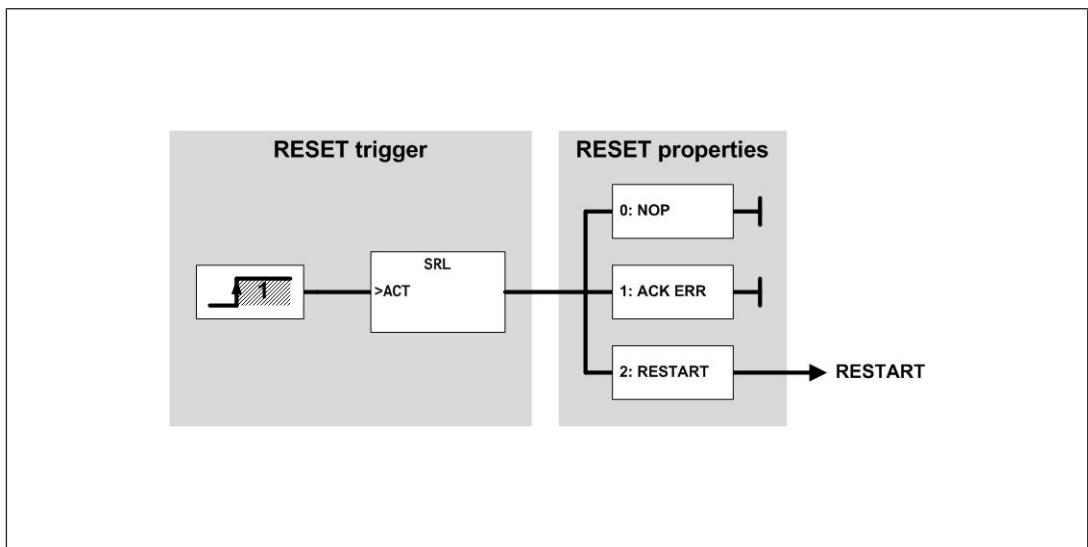 RESET trigger
RESET properties
1
SRL
>ACT
0: NOP
1: ACK ERR
2: RESTART
RESTART